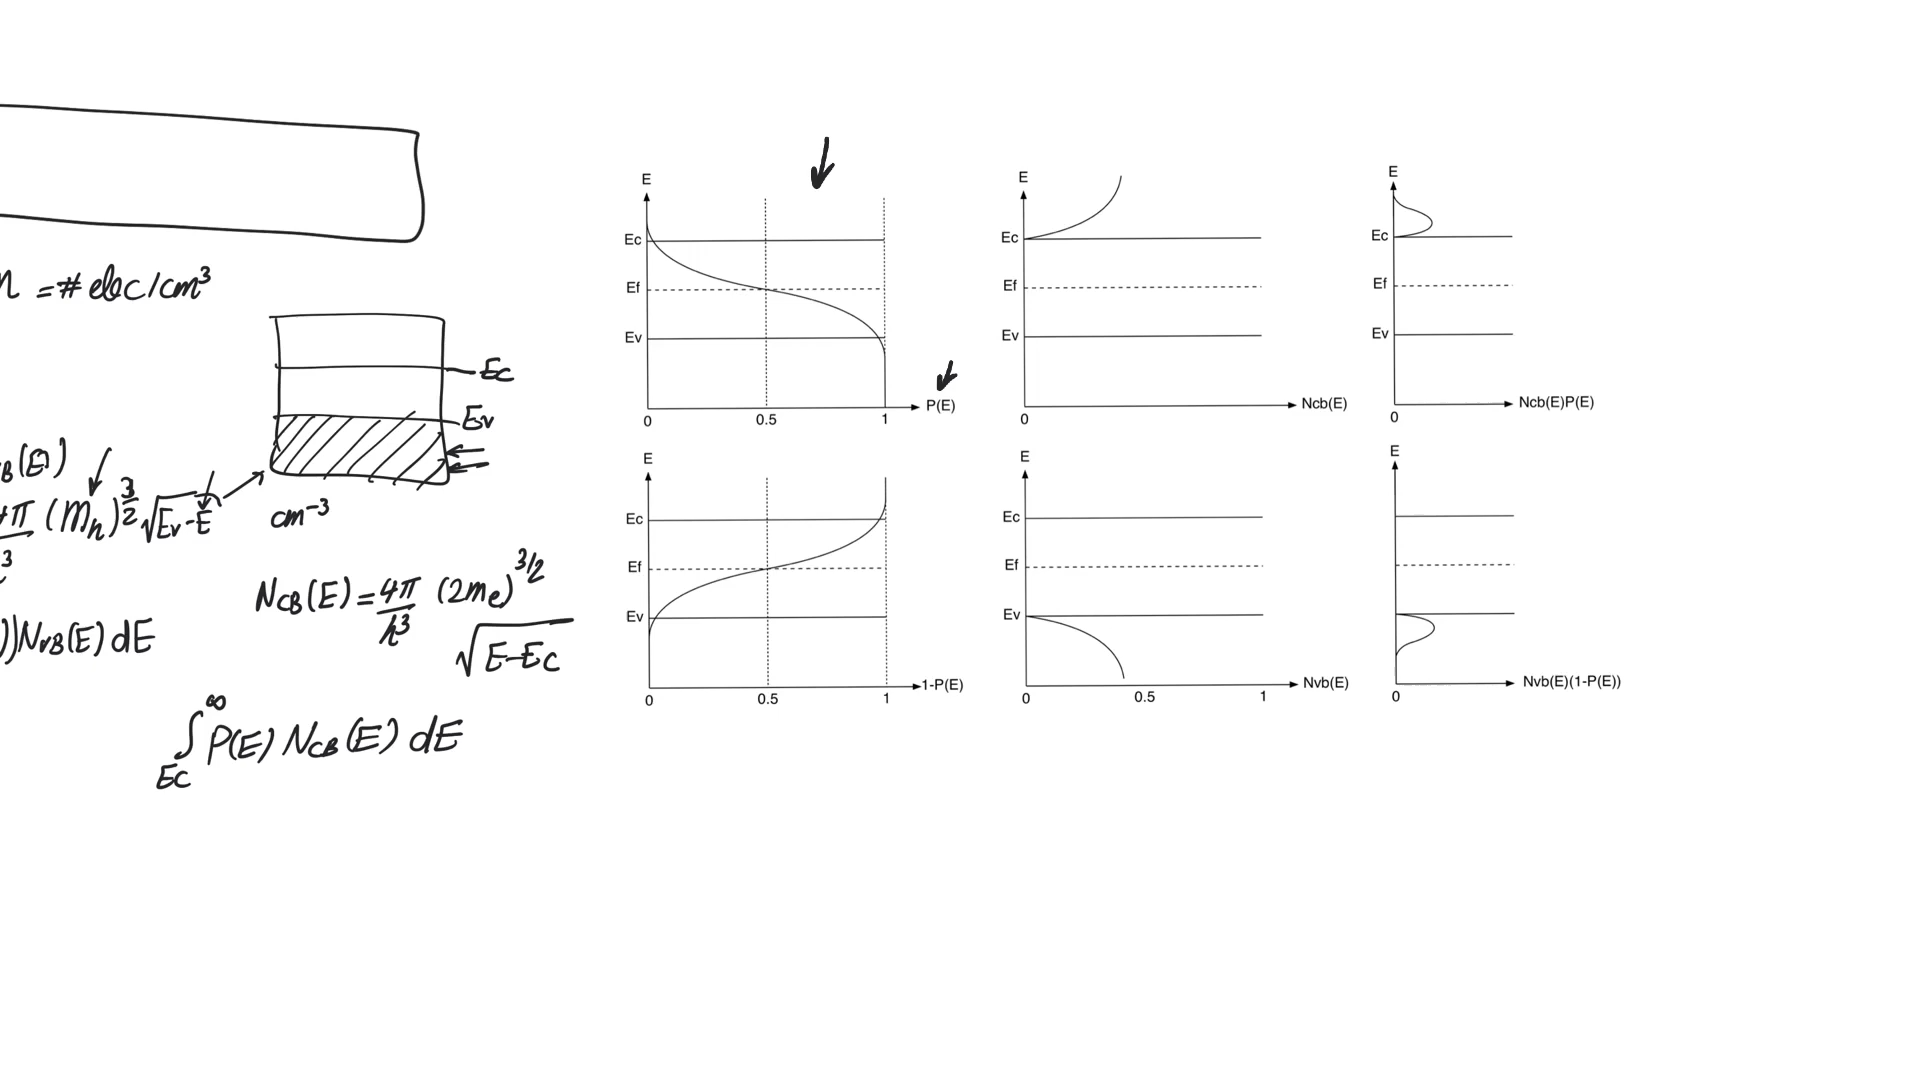 n = # elec/cm³
Ec
Ev
B(E)
4π (mh)^3/2 √Ev-E
3
cm⁻³
NCB(E) = 4π/h³ (2me)^3/2
√E-Ec
))NVB(E) dE
∞
∫ P(E) NCB(E) dE
Ec
E
Ec
Ef
Ev
0 0.5 1 P(E)
E
Ec
Ef
Ev
0 Ncb(E)
E
Ec
Ef
Ev
0 Ncb(E)P(E)
E
Ec
Ef
Ev
0 0.5 1 1-P(E)
E
Ec
Ef
Ev
0 0.5 1 Nvb(E)
E
0 Nvb(E)(1-P(E))